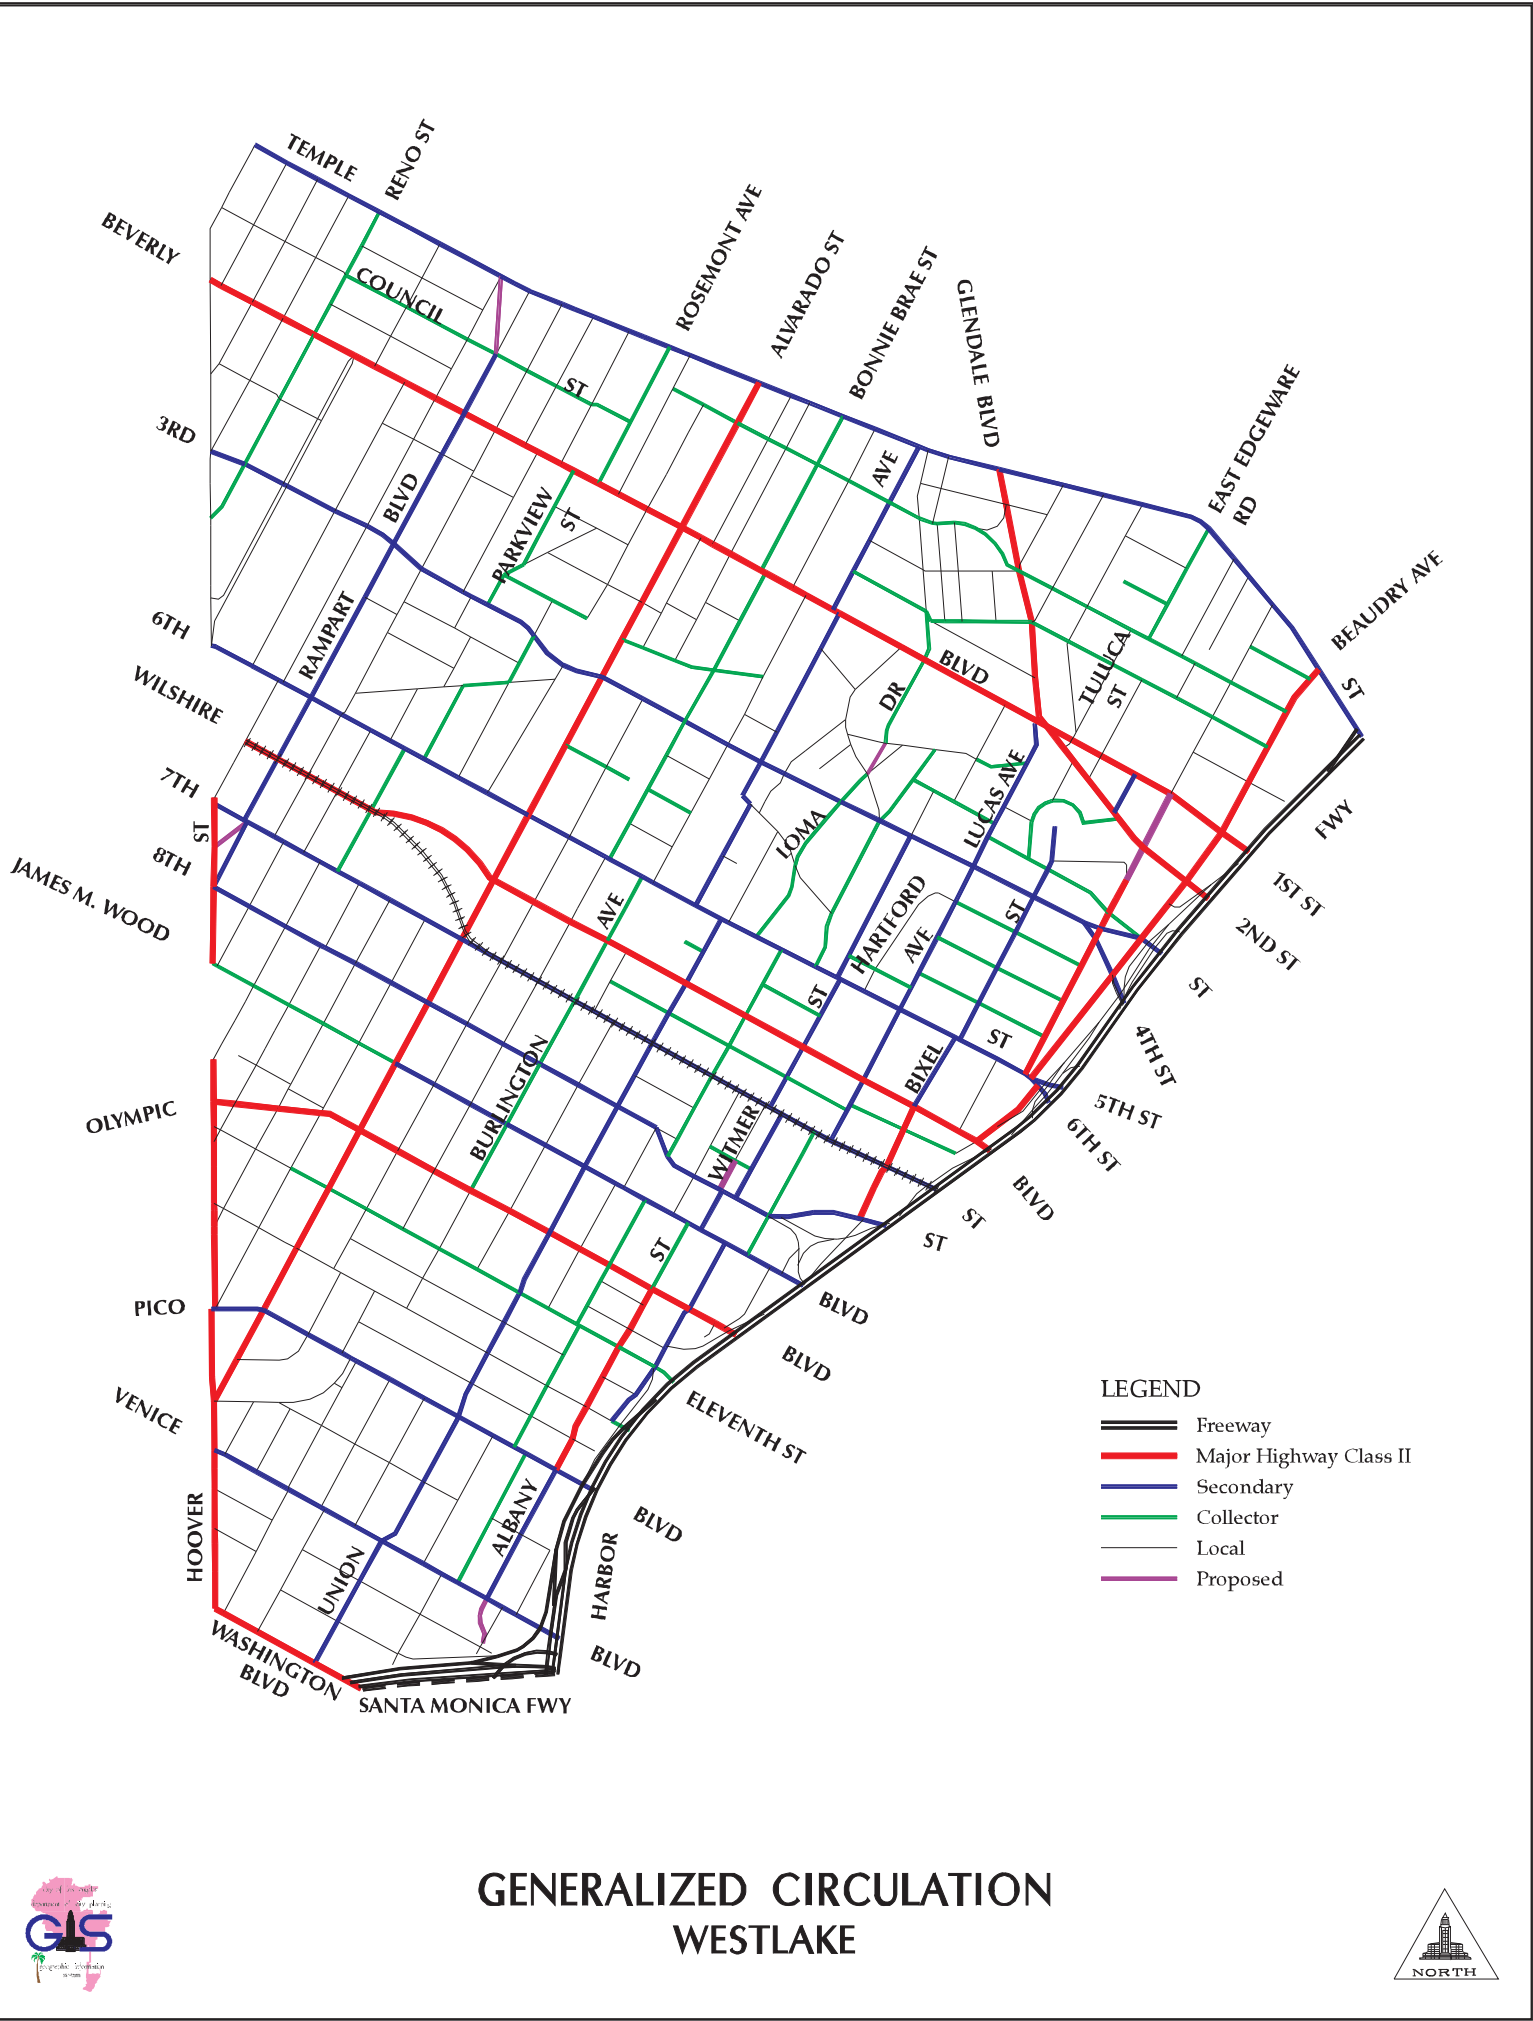 TEMPLE
RENO ST
BEVERLY
COUNCIL
ST
ROSEMONT AVE
ALVARADO ST
BONNIE BRAE ST
GLENDALE BLVD
EAST EDGEWARE
RD
BEAUDRY AVE
3RD
BLVD
PARKVIEW
ST
AVE
6TH
RAMPART
WILSHIRE
BLVD
DR
TULUCA
ST
ST
7TH
ST
8TH
JAMES M. WOOD
LOMA
LUCAS AVE
FWY
AVE
HARTFORD
AVE
ST
1ST ST
2ND ST
ST
ST
ST
4TH ST
OLYMPIC
BURLINGTON
WITMER
BIXEL
5TH ST
6TH ST
BLVD
ST
ST
ST
PICO
BLVD
BLVD
VENICE
ELEVENTH ST
LEGEND
Freeway
Major Highway Class II
Secondary
Collector
Local
Proposed
HOOVER
UNION
ALBANY
HARBOR
BLVD
BLVD
WASHINGTON
BLVD
SANTA MONICA FWY
GENERALIZED CIRCULATION
WESTLAKE
GIS
geographic information
system
NORTH